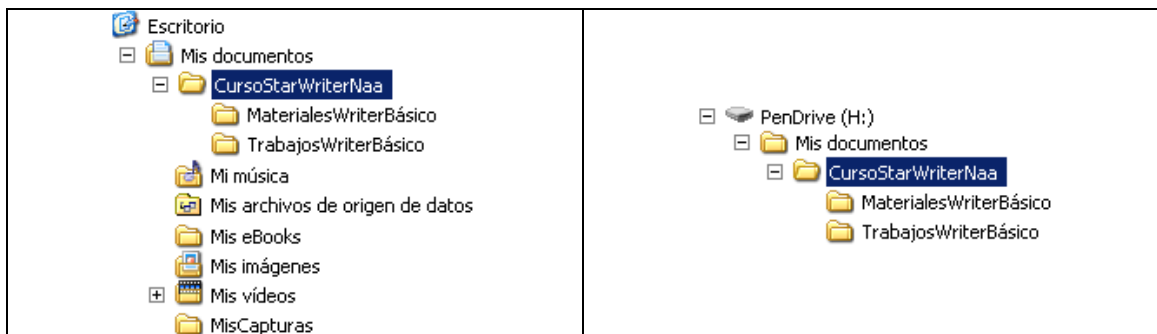 Escritorio
Mis documentos
CursoStarWriterNaa
MaterialesWriterBásico
TrabajosWriterBásico
Mi música
Mis archivos de origen de datos
Mis eBooks
Mis imágenes
Mis vídeos
MisCapturas
PenDrive (H:)
Mis documentos
CursoStarWriterNaa
MaterialesWriterBásico
TrabajosWriterBásico